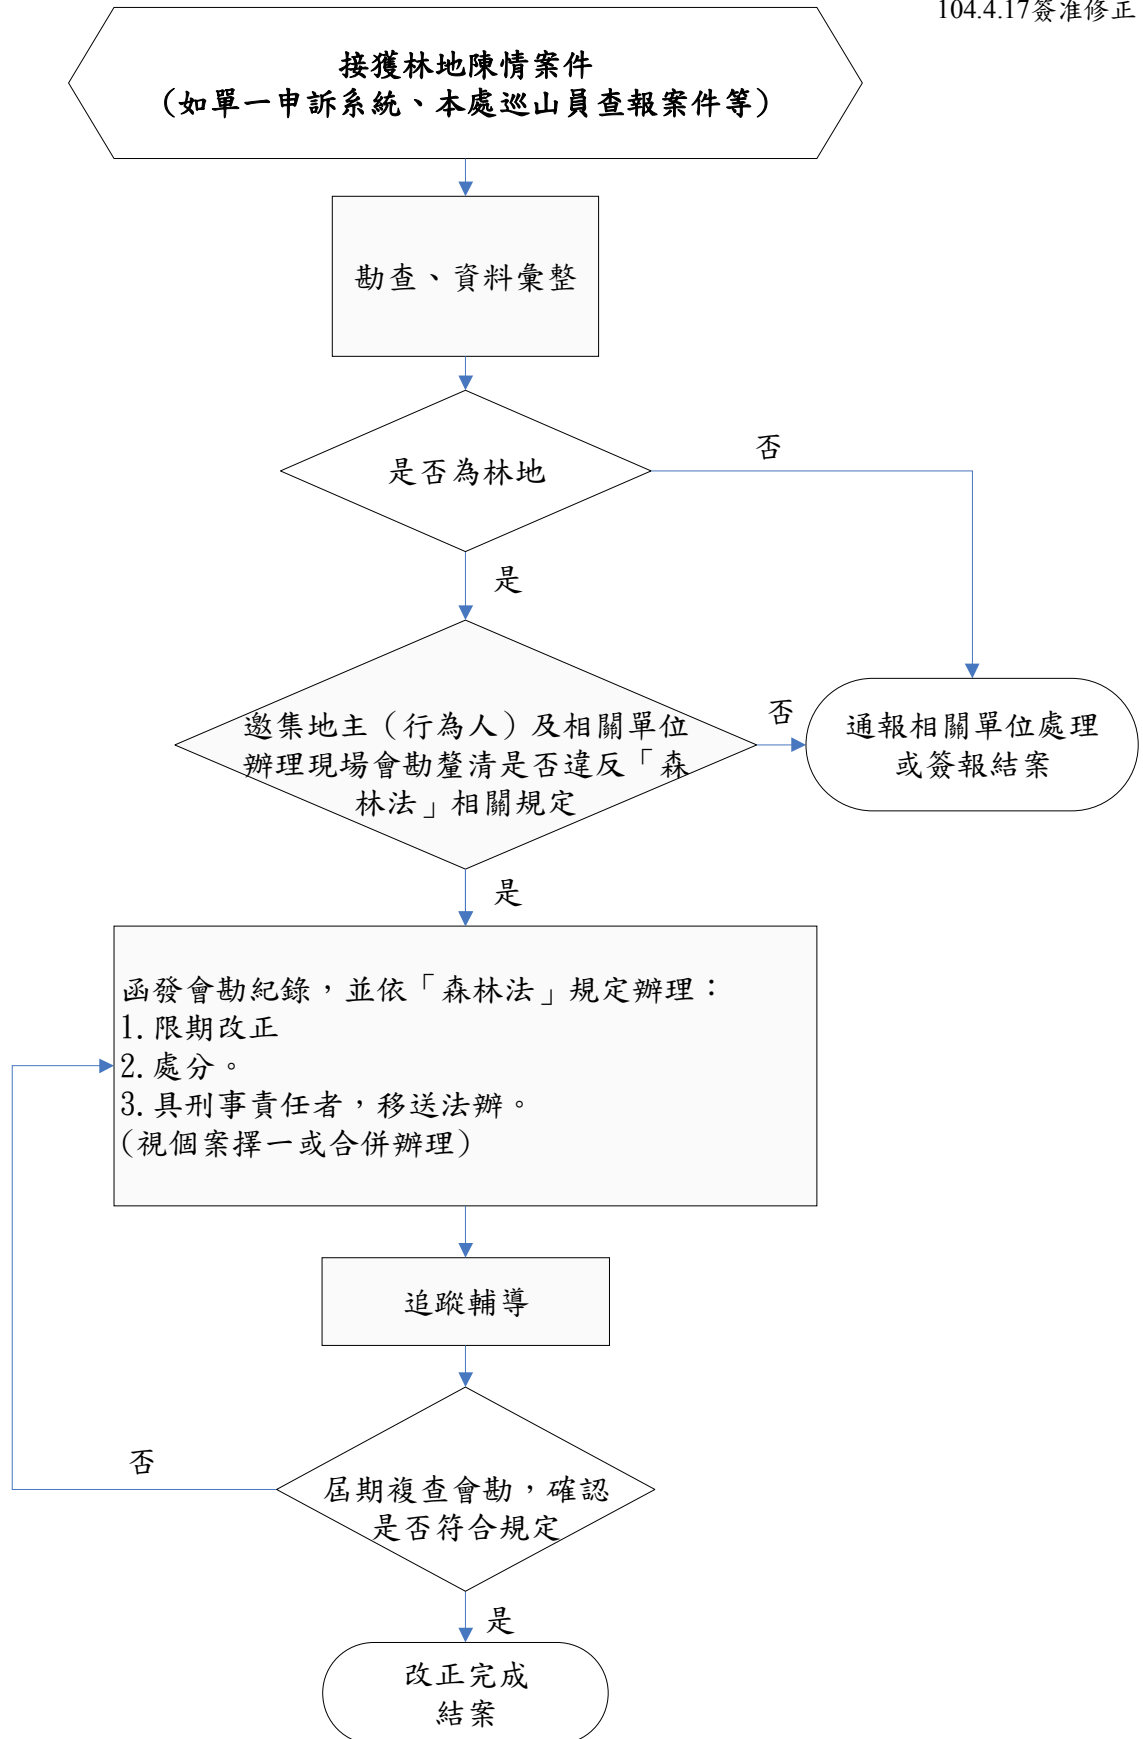 104.4.17簽准修正
接獲林地陳情案件
(如單一申訴系統、本處巡山員查報案件等)
勘查、資料彙整
是否為林地
否
是
邀集地主（行為人）及相關單位
辦理現場會勘釐清是否違反「森
林法」相關規定
否
通報相關單位處理
或簽報結案
是
函發會勘紀錄，並依「森林法」規定辦理：
1.限期改正
2.處分。
3.具刑事責任者，移送法辦。
(視個案擇一或合併辦理)
追蹤輔導
否
屆期複查會勘，確認
是否符合規定
是
改正完成
結案